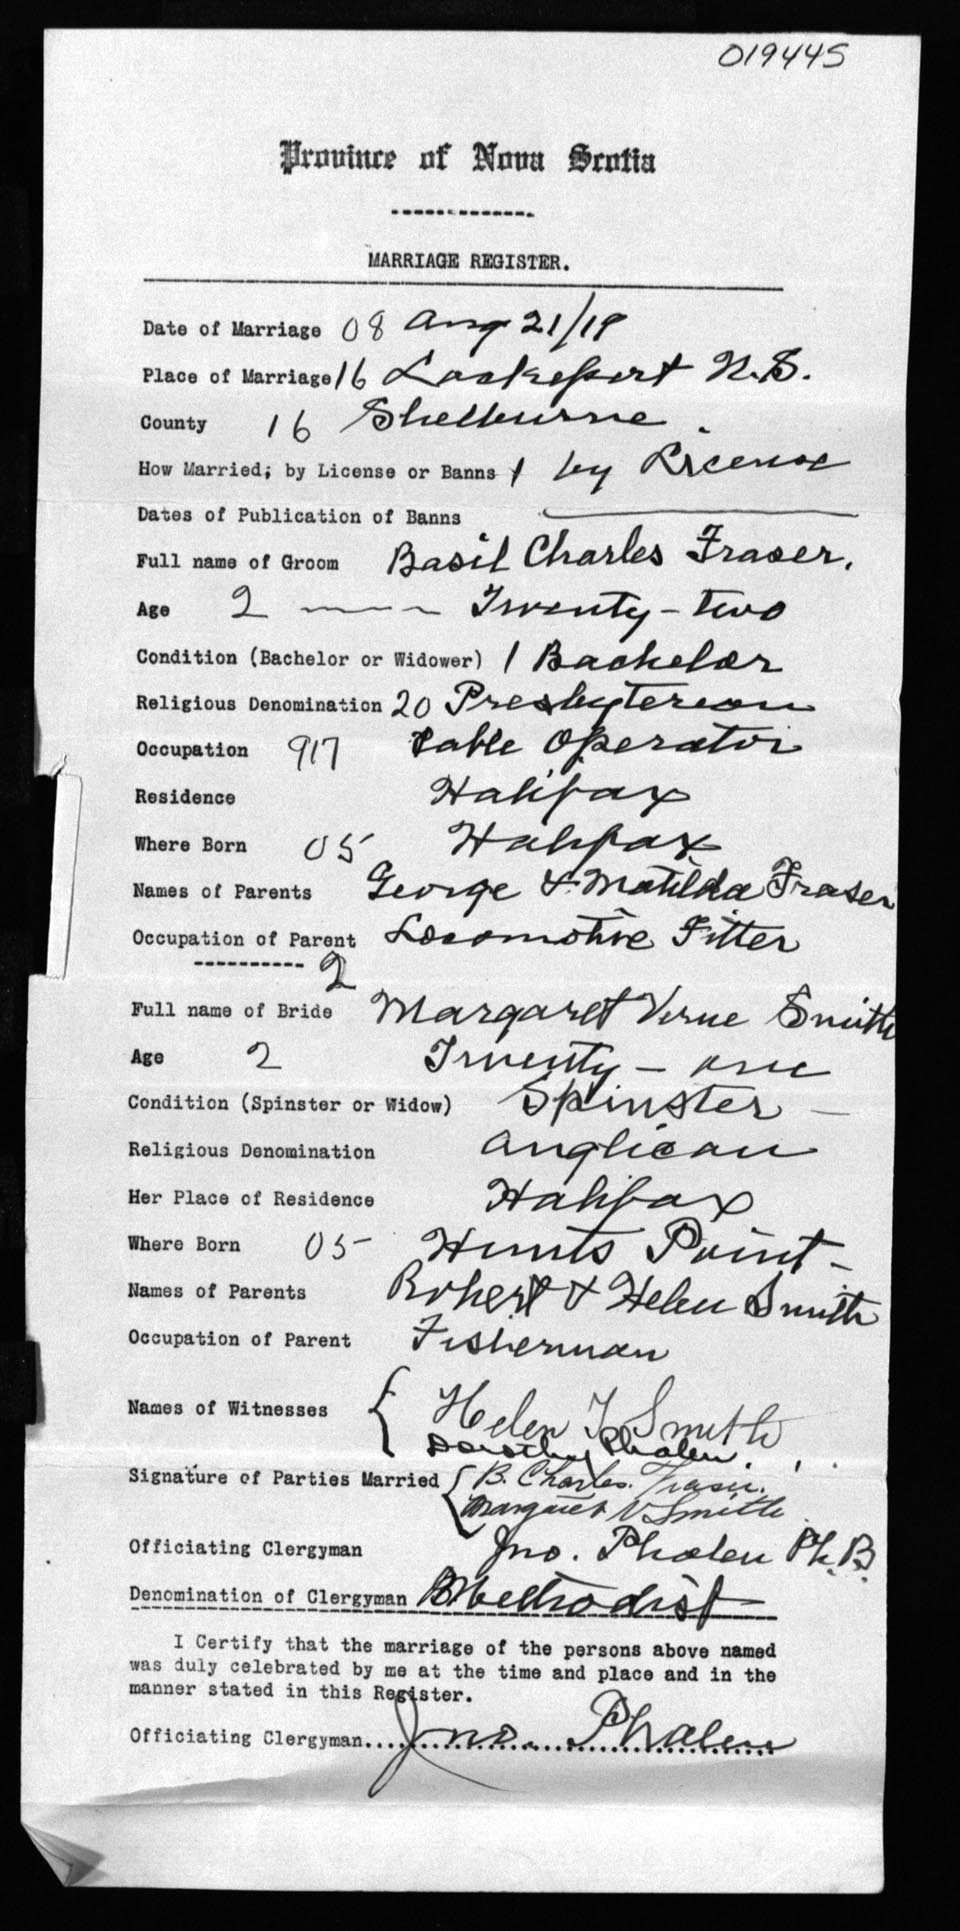 019445
Province of Nova Scotia
MARRIAGE REGISTER.
Date of Marriage 08 Aug 21/19
Place of Marriage 16 Lockeport N.S.
County 16 Shelburne.
How Married; by License or Banns 1 by License
Dates of Publication of Banns
Full name of Groom Basil Charles Fraser.
Age 2 Twenty-two
Condition (Bachelor or Widower) 1 Bachelor
Religious Denomination 20 Presbyterean
Occupation 917 Cable Operator
Residence Halifax
Where Born 05 Halifax
Names of Parents George & Matilda Fraser
Occupation of Parent Locomotive Fitter
2
Full name of Bride Margaret Verne Smith
Age 2 Twenty-one
Condition (Spinster or Widow) Spinster
Religious Denomination Anglican
Her Place of Residence Halifax
Where Born 05 Hunts Point
Names of Parents Robert & Helen Smith
Occupation of Parent Fisherman
Names of Witnesses Helen Smith
Dorothy Phalen
Signature of Parties Married B. Charles Fraser.
Margaret V Smith
Officiating Clergyman Jno. Phalen Ph.B.
Denomination of Clergyman Methodist
I Certify that the marriage of the persons above named
was duly celebrated by me at the time and place and in the
manner stated in this Register.
Officiating Clergyman Jno. Phalen